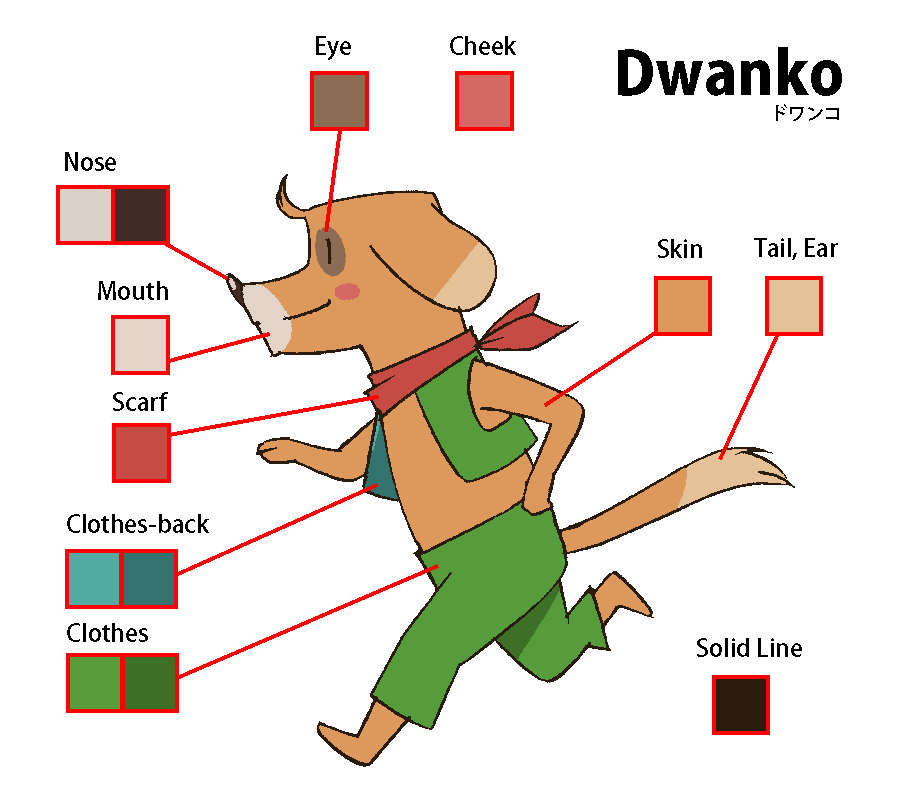 Eye
Cheek
Dwanko
ドワンコ
Nose
Mouth
Skin
Tail, Ear
Scarf
Clothes-back
Clothes
Solid Line